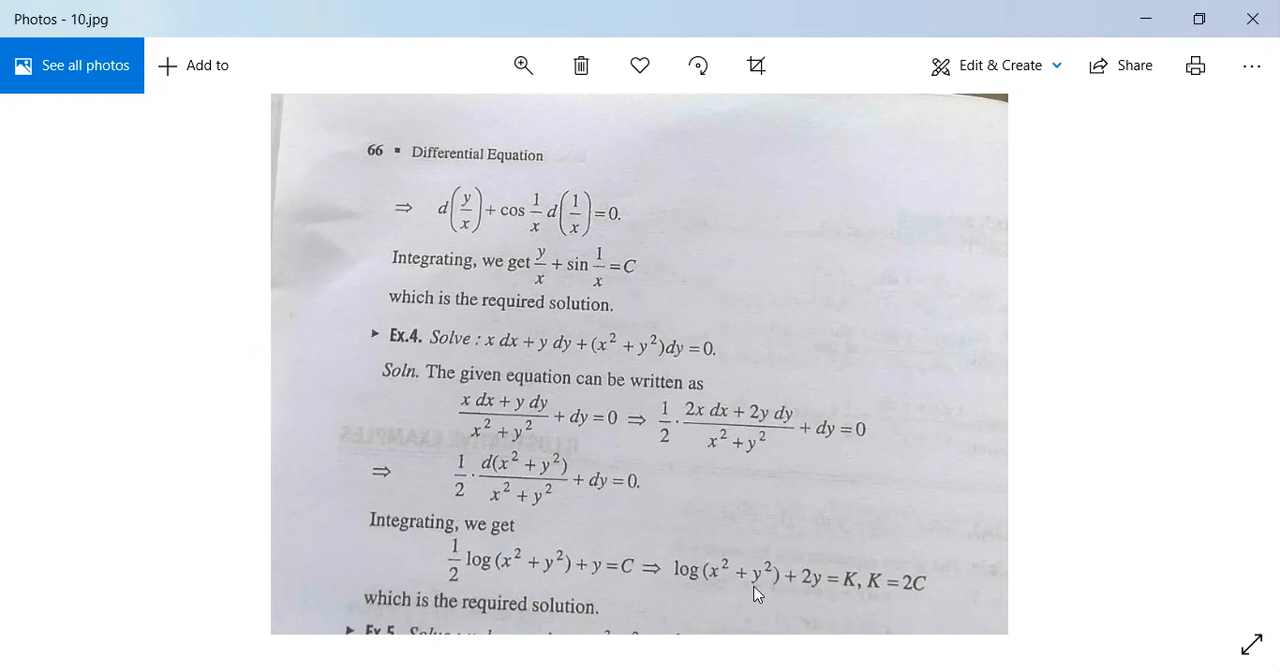 Photos - 10.jpg
See all photos
Add to
Edit & Create
Share
66 ▪ Differential Equation
⇒ d(y/x) + cos 1/x d(1/x) = 0.
Integrating, we get y/x + sin 1/x = C
which is the required solution.
▸ Ex.4. Solve : x dx + y dy + (x² + y²)dy = 0.
Soln. The given equation can be written as
(x dx + y dy)/(x² + y²) + dy = 0 ⇒ 1/2 · (2x dx + 2y dy)/(x² + y²) + dy = 0
⇒ 1/2 · d(x² + y²)/(x² + y²) + dy = 0.
Integrating, we get
1/2 log (x² + y²) + y = C ⇒ log (x² + y²) + 2y = K, K = 2C
which is the required solution.
▸ Ex.5.